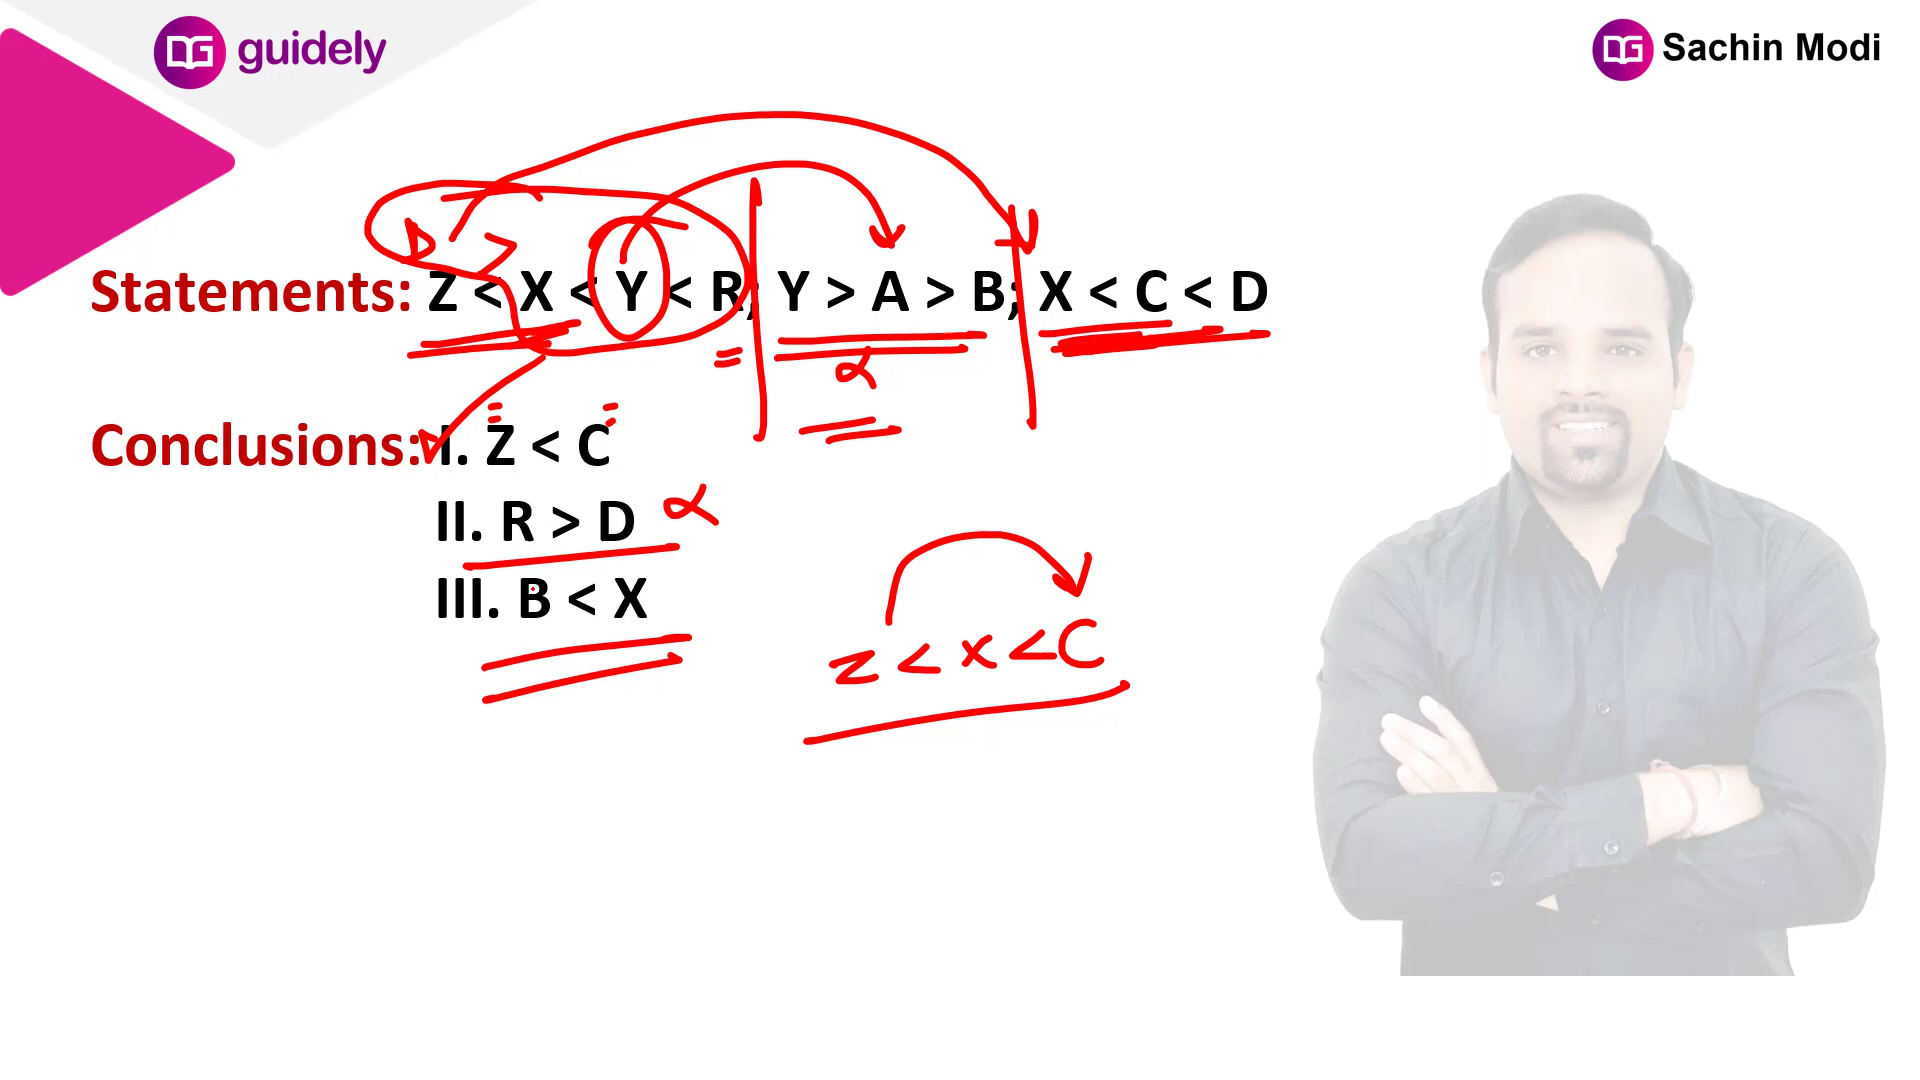 guidely
Sachin Modi
Statements: Z < X < Y < R; Y > A > B; X < C < D
Conclusions: I. Z < C
II. R > D
III. B < X
z < x < C